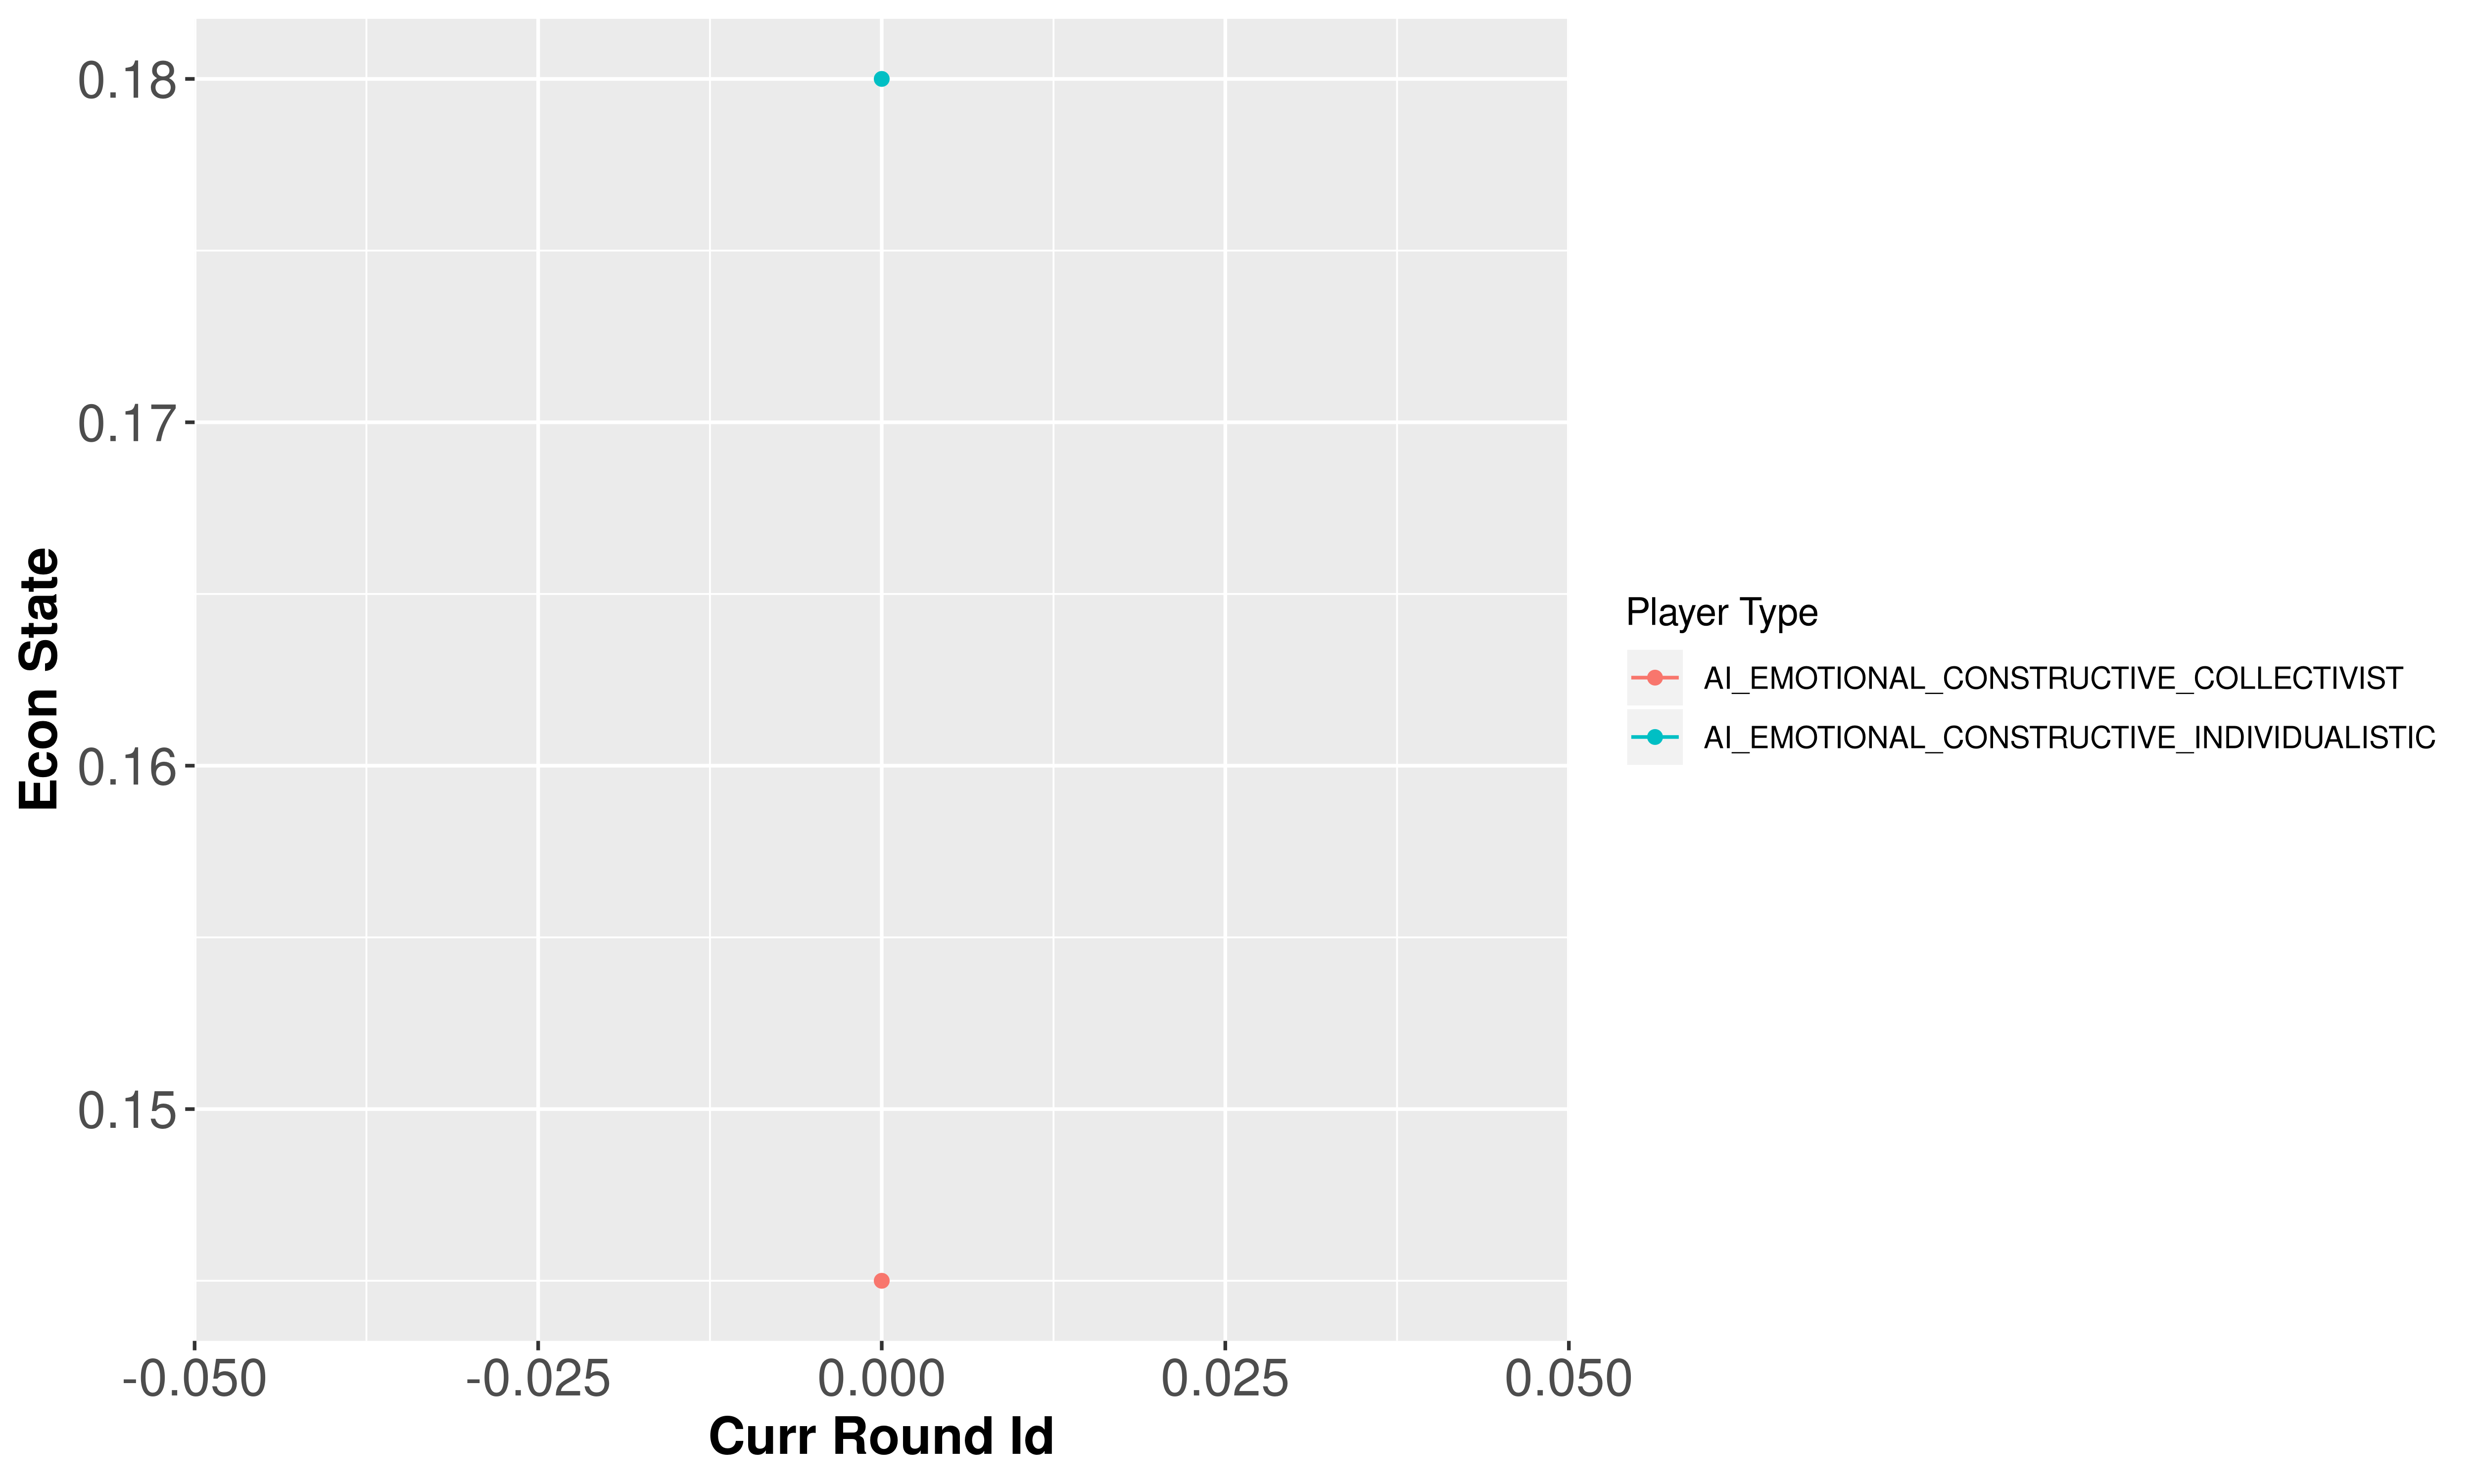 0.18
0.17
0.16
0.15
Econ State
-0.050
-0.025
0.000
0.025
0.050
Curr Round Id
Player Type
AI_EMOTIONAL_CONSTRUCTIVE_COLLECTIVIST
AI_EMOTIONAL_CONSTRUCTIVE_INDIVIDUALISTIC